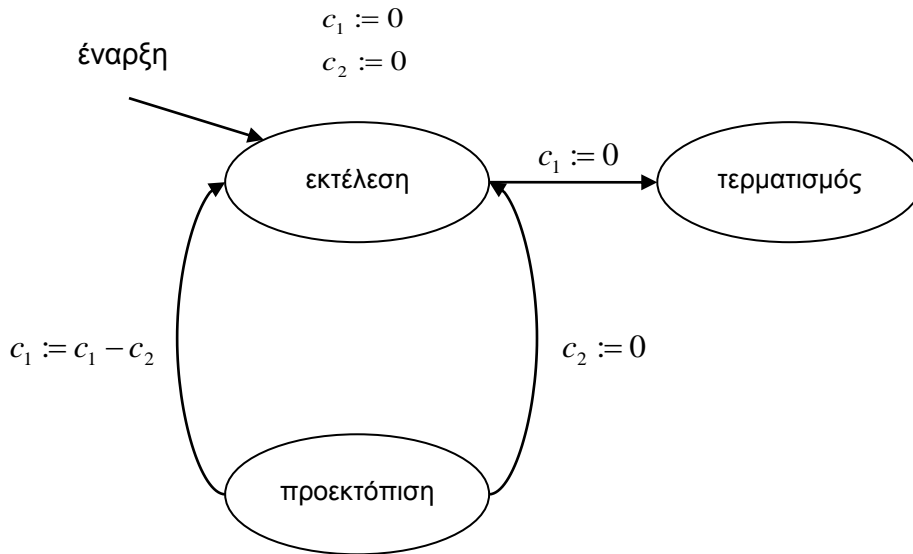 c₁ := 0
έναρξη
c₂ := 0
εκτέλεση
c₁ := 0
τερματισμός
c₁ := c₁ − c₂
c₂ := 0
προεκτόπιση